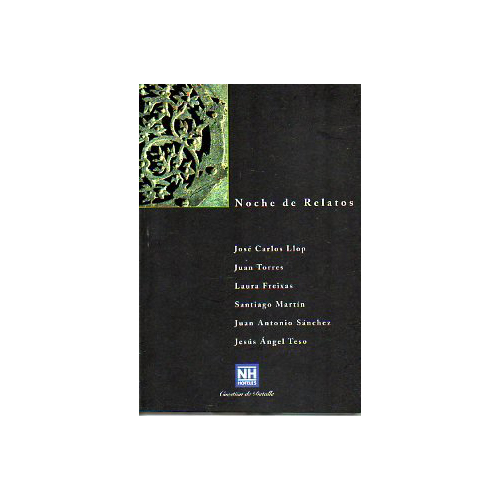 Noche de Relatos
José Carlos Llop
Juan Torres
Laura Freixas
Santiago Martín
Juan Antonio Sánchez
Jesús Ángel Teso
NH
HOTELES
Cuestión de Detalle